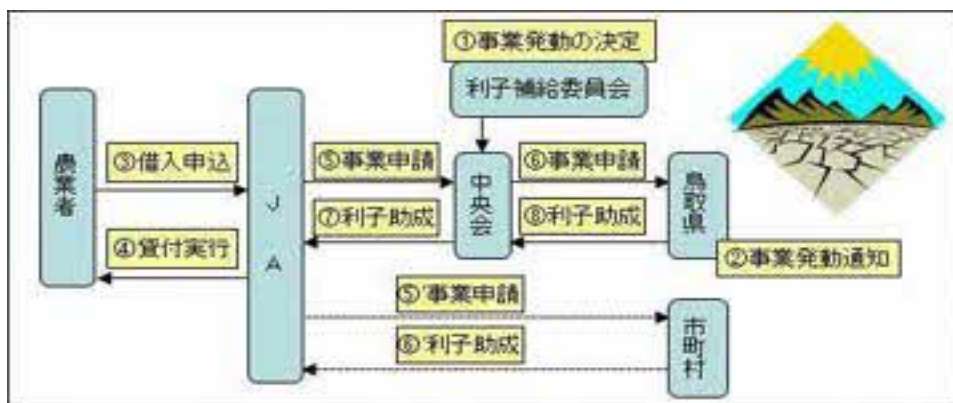 ①事業発動の決定
利子補給委員会
農業者
③借入申込
④貸付実行
JA
⑤事業申請
⑦利子助成
中央会
⑥事業申請
⑧利子助成
鳥取県
②事業発動通知
⑤'事業申請
⑥'利子助成
市町村